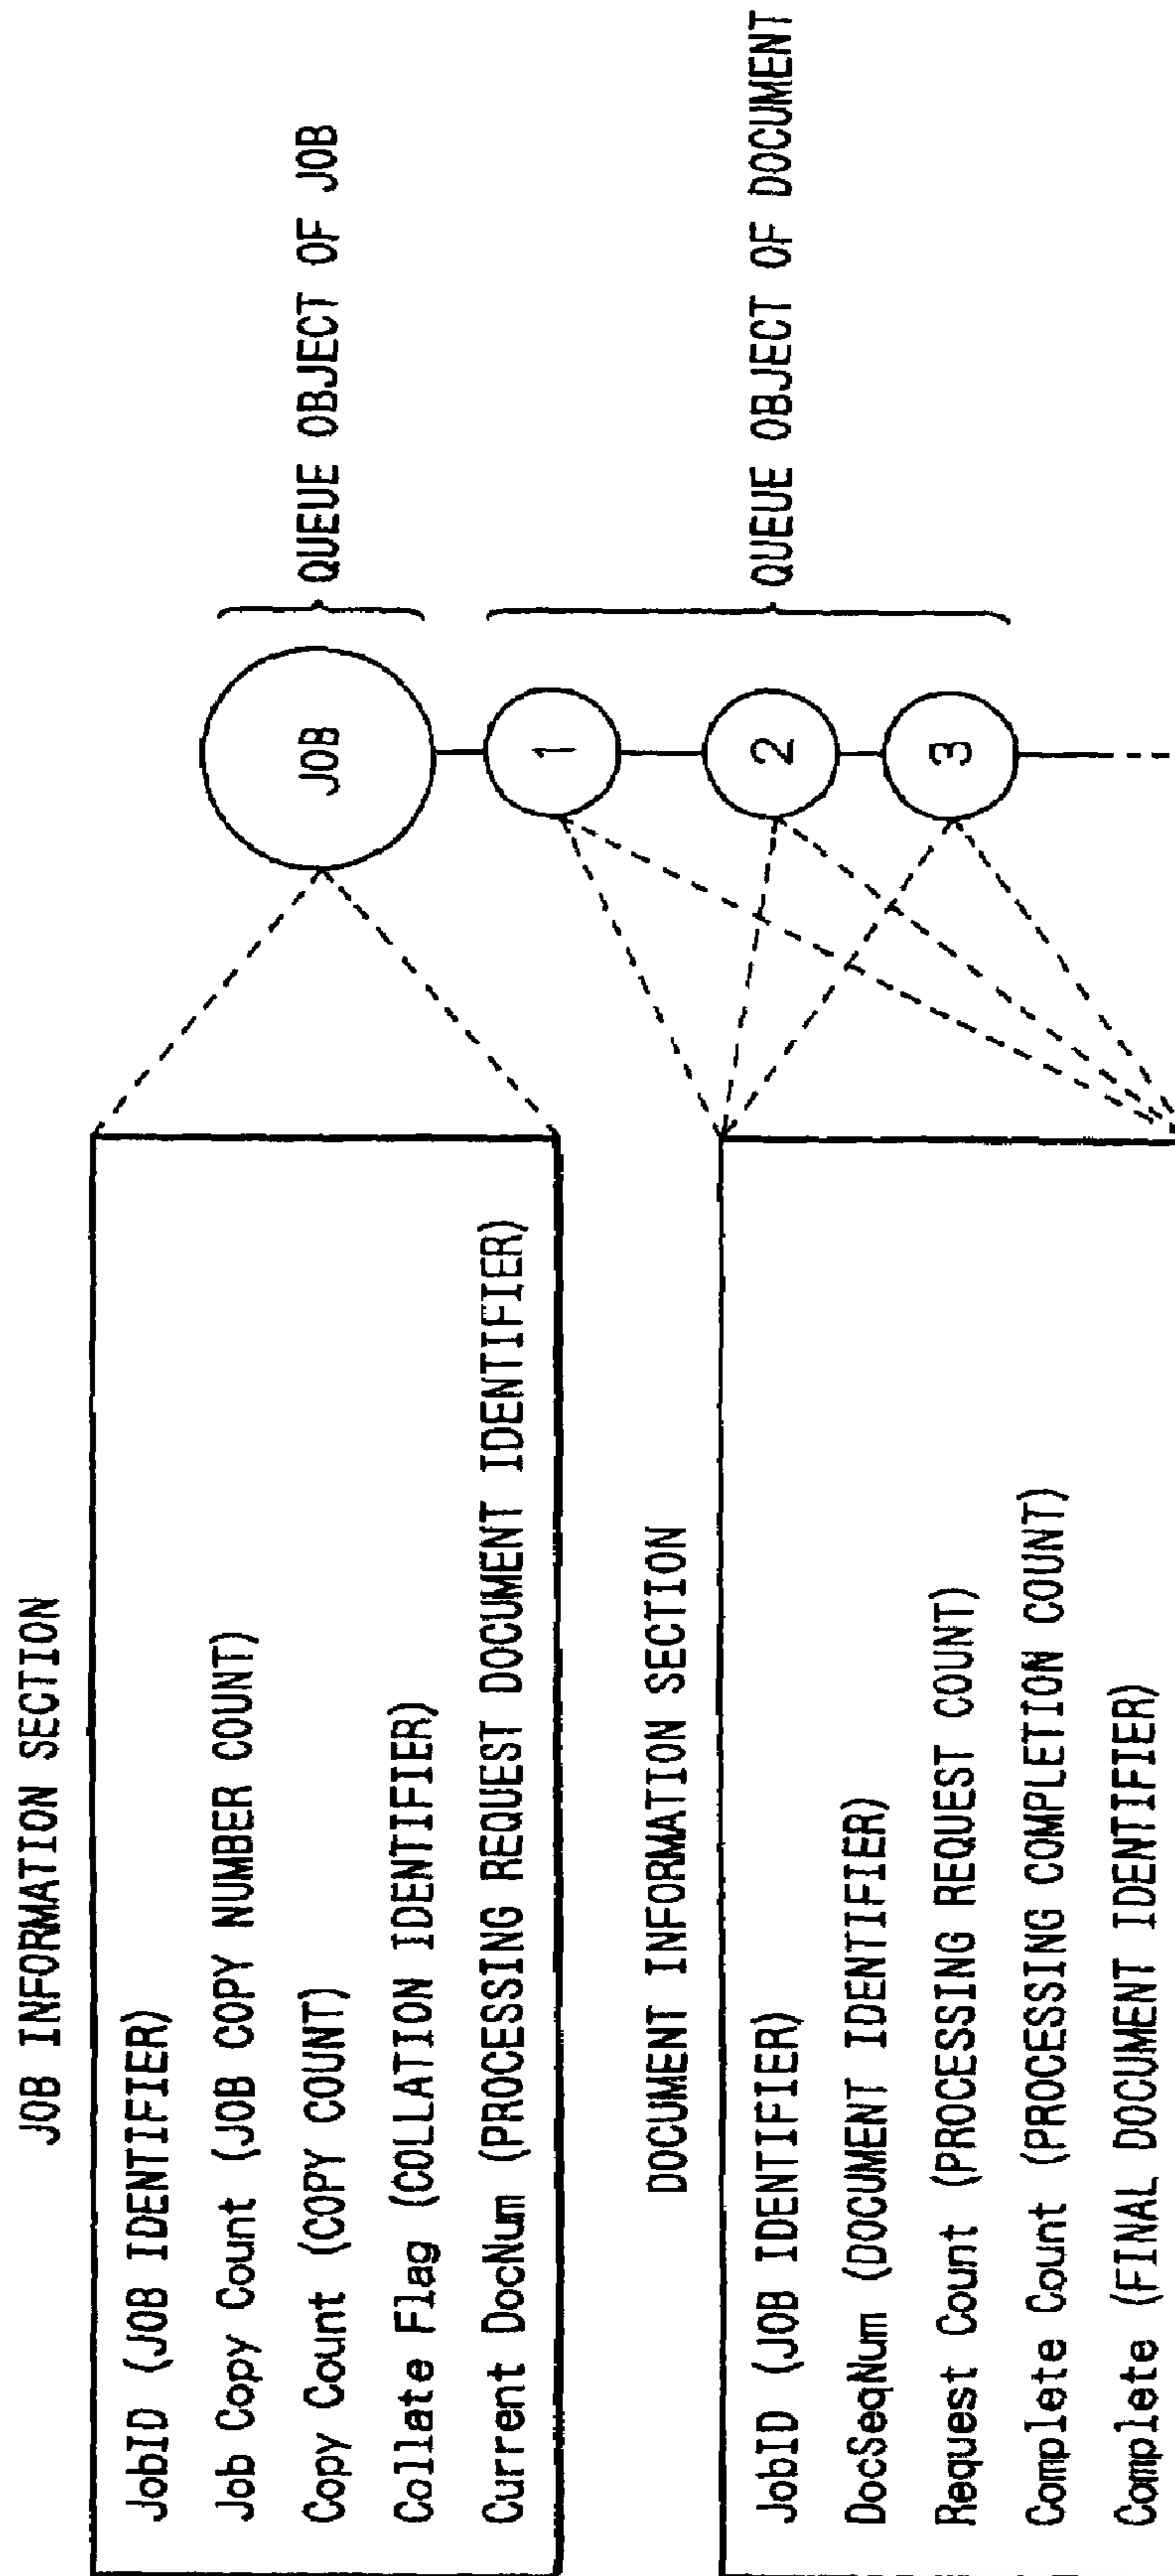 JOB INFORMATION SECTION
JobID (JOB IDENTIFIER)
Job Copy Count (JOB COPY NUMBER COUNT)
Copy Count (COPY COUNT)
Collate Flag (COLLATION IDENTIFIER)
Current DocNum (PROCESSING REQUEST DOCUMENT IDENTIFIER)
JOB
QUEUE OBJECT OF JOB
DOCUMENT INFORMATION SECTION
JobID (JOB IDENTIFIER)
DocSeqNum (DOCUMENT IDENTIFIER)
Request Count (PROCESSING REQUEST COUNT)
Complete Count (PROCESSING COMPLETION COUNT)
Complete (FINAL DOCUMENT IDENTIFIER)
1
2
3
QUEUE OBJECT OF DOCUMENT